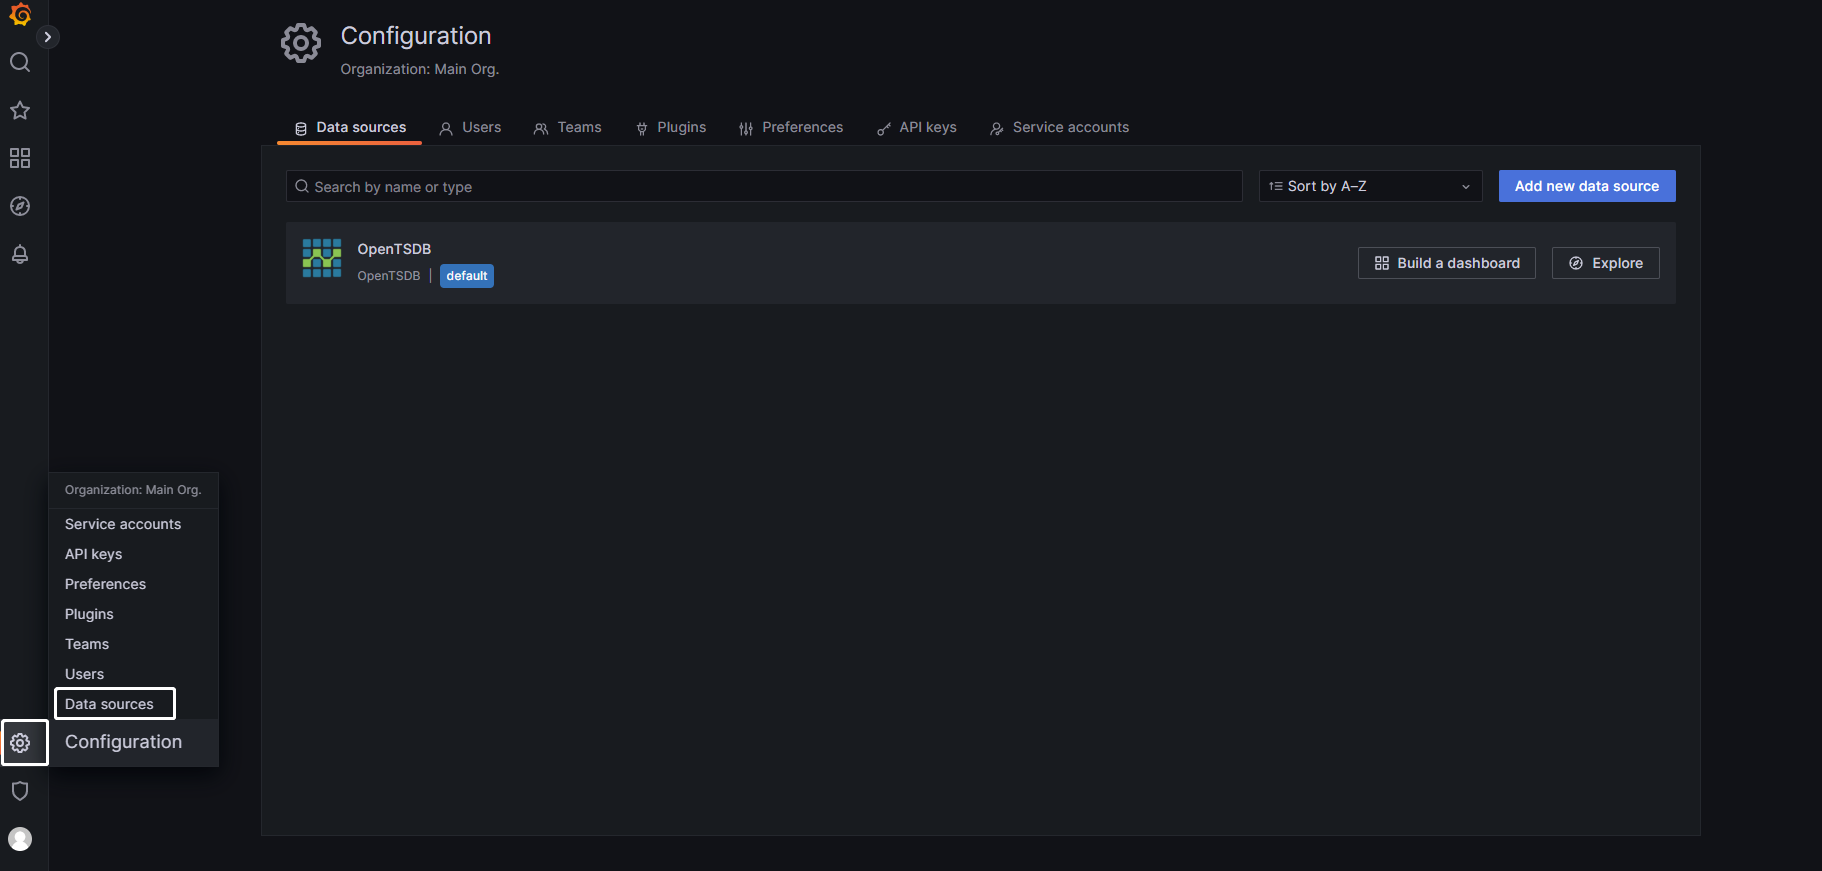 Configuration
Organization: Main Org.
Data sources Users Teams Plugins Preferences API keys Service accounts
Search by name or type Sort by A–Z Add new data source
OpenTSDB
OpenTSDB | default Build a dashboard Explore
Organization: Main Org.
Service accounts
API keys
Preferences
Plugins
Teams
Users
Data sources
Configuration